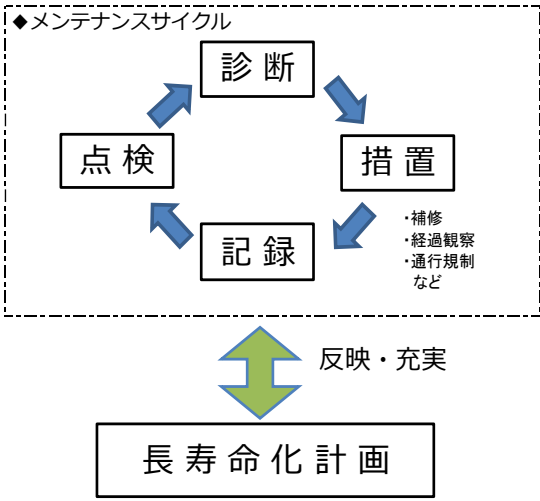 ◆メンテナンスサイクル
診断
点検
措置
記録
・補修
・経過観察
・通行規制
など
反映・充実
長寿命化計画